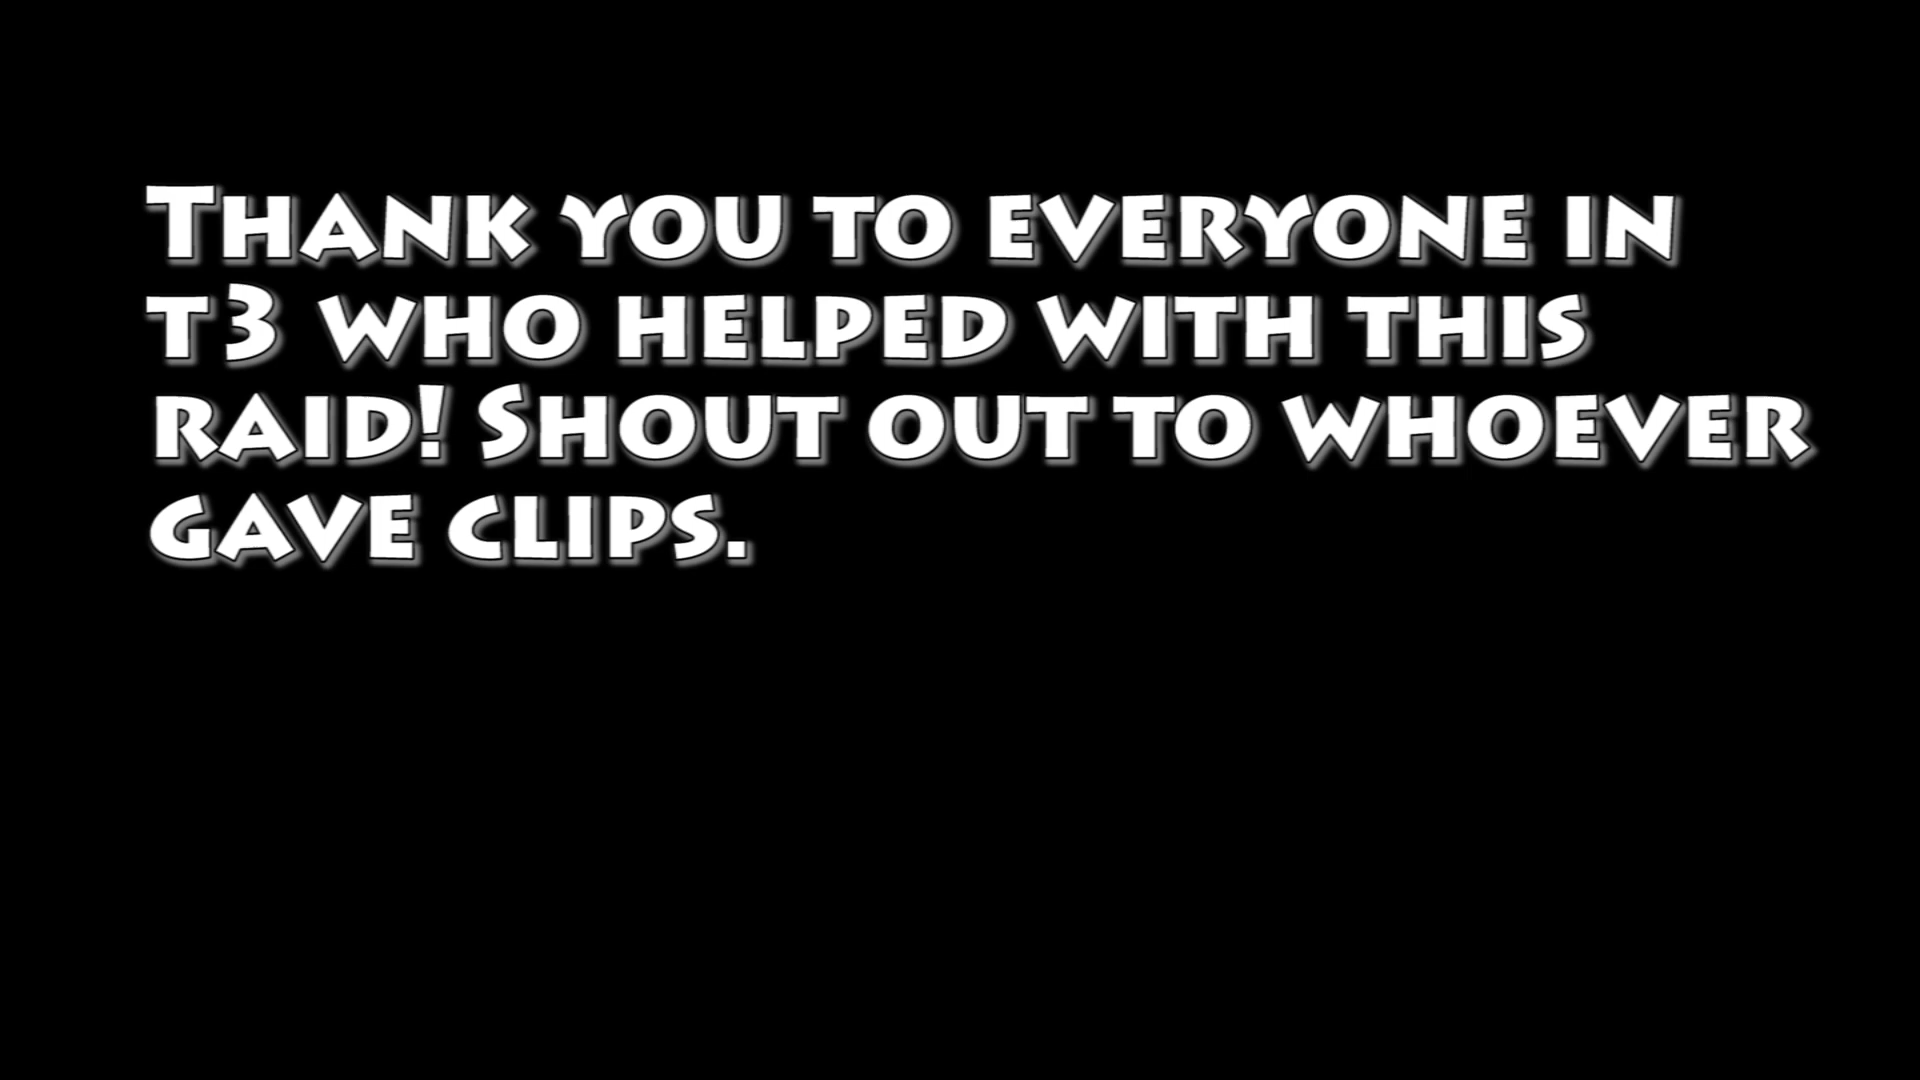 Thank you to everyone in
t3 who helped with this
raid! Shout out to whoever
gave clips.